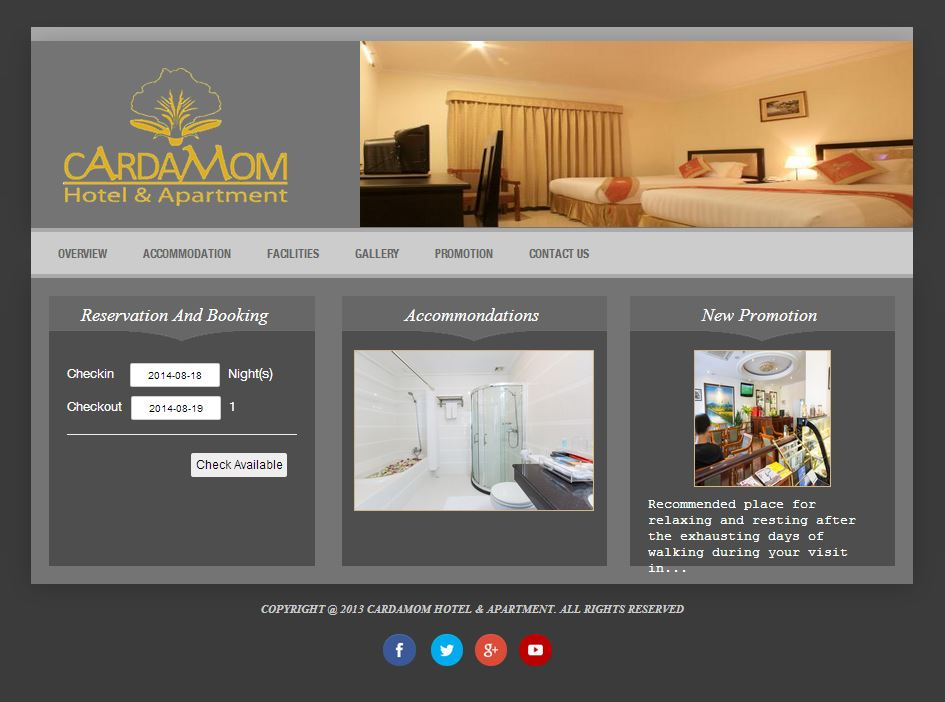 CARDAMOM
Hotel & Apartment
OVERVIEW ACCOMMODATION FACILITIES GALLERY PROMOTION CONTACT US
Reservation And Booking
Checkin 2014-08-18 Night(s)
Checkout 2014-08-19 1
Check Available
Accommondations
New Promotion
Recommended place for
relaxing and resting after
the exhausting days of
walking during your visit
in...
COPYRIGHT @ 2013 CARDAMOM HOTEL & APARTMENT. ALL RIGHTS RESERVED
f g+